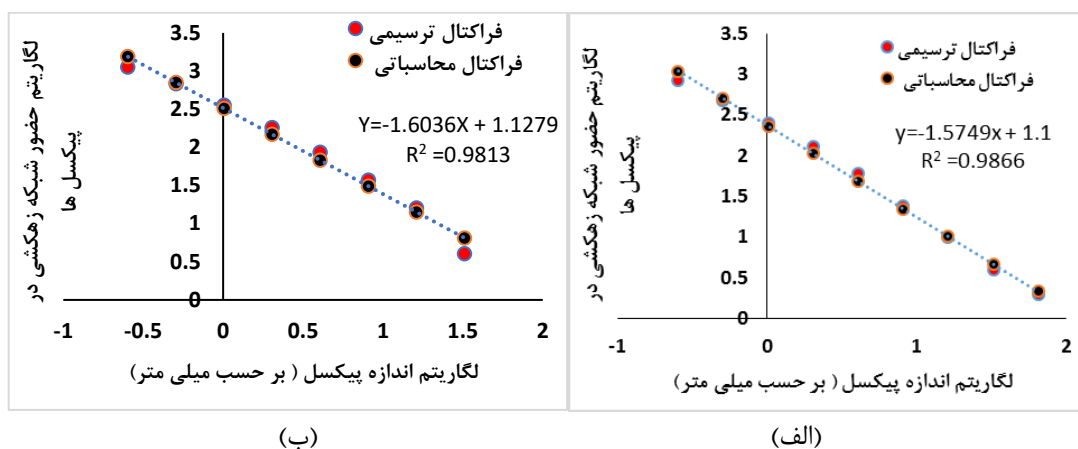 فراکتال ترسیمی
فراکتال محاسباتی
y=-1.5749x + 1.1
R² =0.9866
3.5
3
2.5
2
1.5
1
0.5
0
-1
0
1
2
لگاریتم حضور شبکه زهکشی در
پیکسل ها
لگاریتم اندازه پیکسل ( بر حسب میلی متر)
(الف)
فراکتال ترسیمی
فراکتال محاسباتی
Y=-1.6036X + 1.1279
R² =0.9813
3.5
3
2.5
2
1.5
1
0.5
0
-1
-0.5
0
0.5
1
1.5
2
لگاریتم حضور شبکه زهکشی در
پیکسل ها
لگاریتم اندازه پیکسل ( بر حسب میلی متر)
(ب)